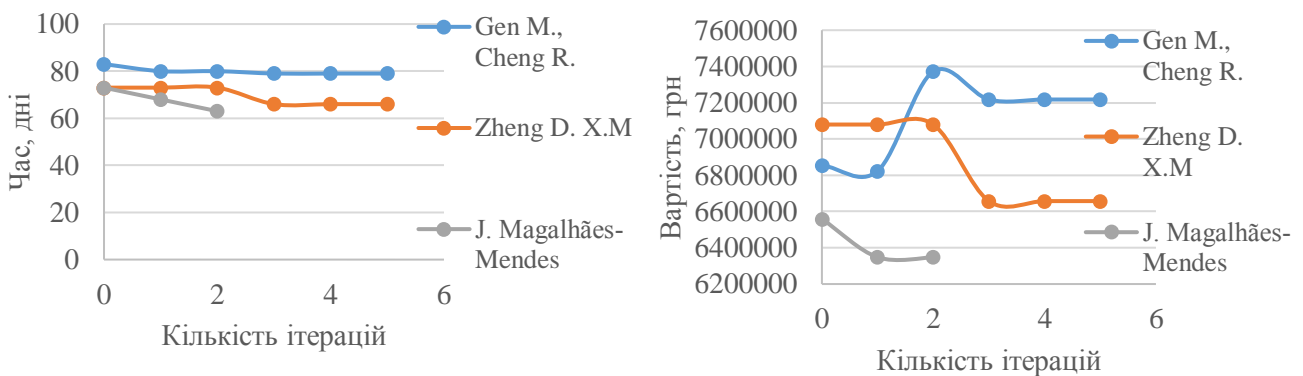 100
80
60
40
20
0
Час, дні
0
2
4
6
Кількість ітерацій
Gen M.,
Cheng R.
Zheng D. X.M
J. Magalhães-
Mendes
7600000
7400000
7200000
7000000
6800000
6600000
6400000
6200000
Вартість, грн
0
2
4
6
Кількість ітерацій
Gen M.,
Cheng R.
Zheng D.
X.M
J. Magalhães-
Mendes